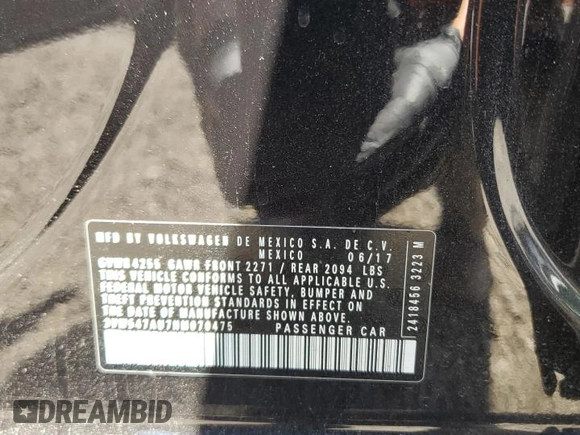 MFD BY VOLKSWAGEN DE MEXICO S.A. DE C.V.
MEXICO 06/17
GVWR4255 GAWR FRONT 2271 / REAR 2094 LBS
THIS VEHICLE CONFORMS TO ALL APPLICABLE U.S.
FEDERAL MOTOR VEHICLE SAFETY, BUMPER AND
THEFT PREVENTION STANDARDS IN EFFECT ON
THE DATE OF MANUFACTURE SHOWN ABOVE.
PASSENGER CAR
2418456 3223 M
DREAMBID